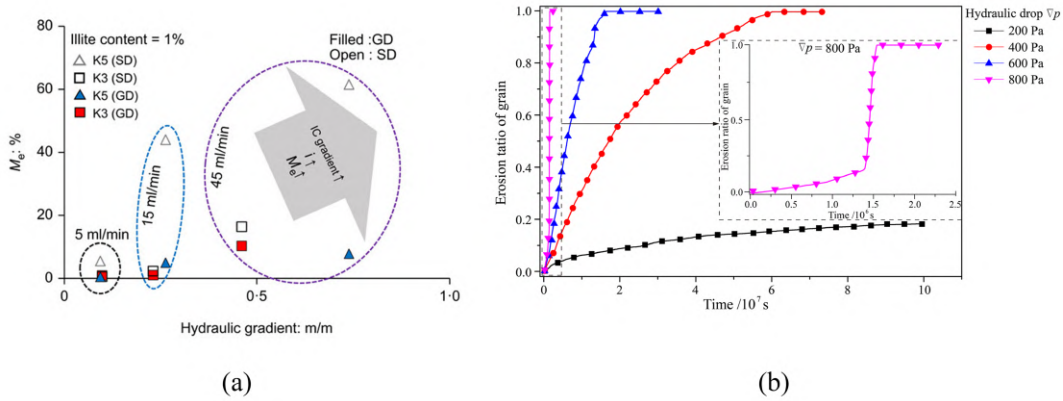 80
60
40
20
0
Mₑ: %
Illite content = 1%
K5 (SD)
K3 (SD)
K5 (GD)
K3 (GD)
Filled :GD
Open : SD
5 ml/min
15 ml/min
45 ml/min
IC gradient↑
i↑
Mₑ↑
0
0·5
1·0
Hydraulic gradient: m/m
(a)
1.0
0.8
0.6
0.4
0.2
0.0
Erosion ratio of grain
0
2
4
6
8
10
Time /10⁷ s
Hydraulic drop ∇p
200 Pa
400 Pa
600 Pa
800 Pa
∇p = 800 Pa
1.0
0.5
0.0
Erosion ratio of grain
0.0
0.5
1.0
1.5
2.0
2.5
Time /10⁶ s
(b)